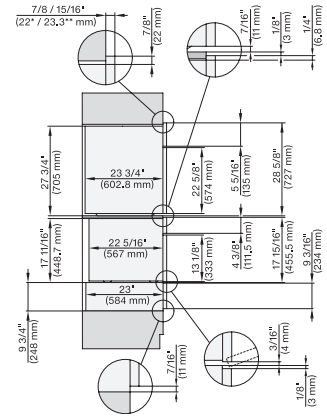 7/8 / 15/16"
(22* / 23.3** mm)
7/8"
(22 mm)
7/16"
(11 mm)
1/8"
(3 mm)
1/4"
(6.8 mm)
27 3/4"
(705 mm)
23 3/4"
(602.8 mm)
22 5/8"
(574 mm)
5 5/16"
(135 mm)
28 5/8"
(727 mm)
17 11/16"
(448.7)
22 5/16"
(567 mm)
13 1/8"
(333 mm)
4 3/8"
(111.5 mm)
17 15/16"
(455.5 mm)
9 3/16"
(234 mm)
23"
(584 mm)
9 3/4"
(248 mm)
7/16"
(11 mm)
3/16"
(4 mm)
1/8"
(3 mm)